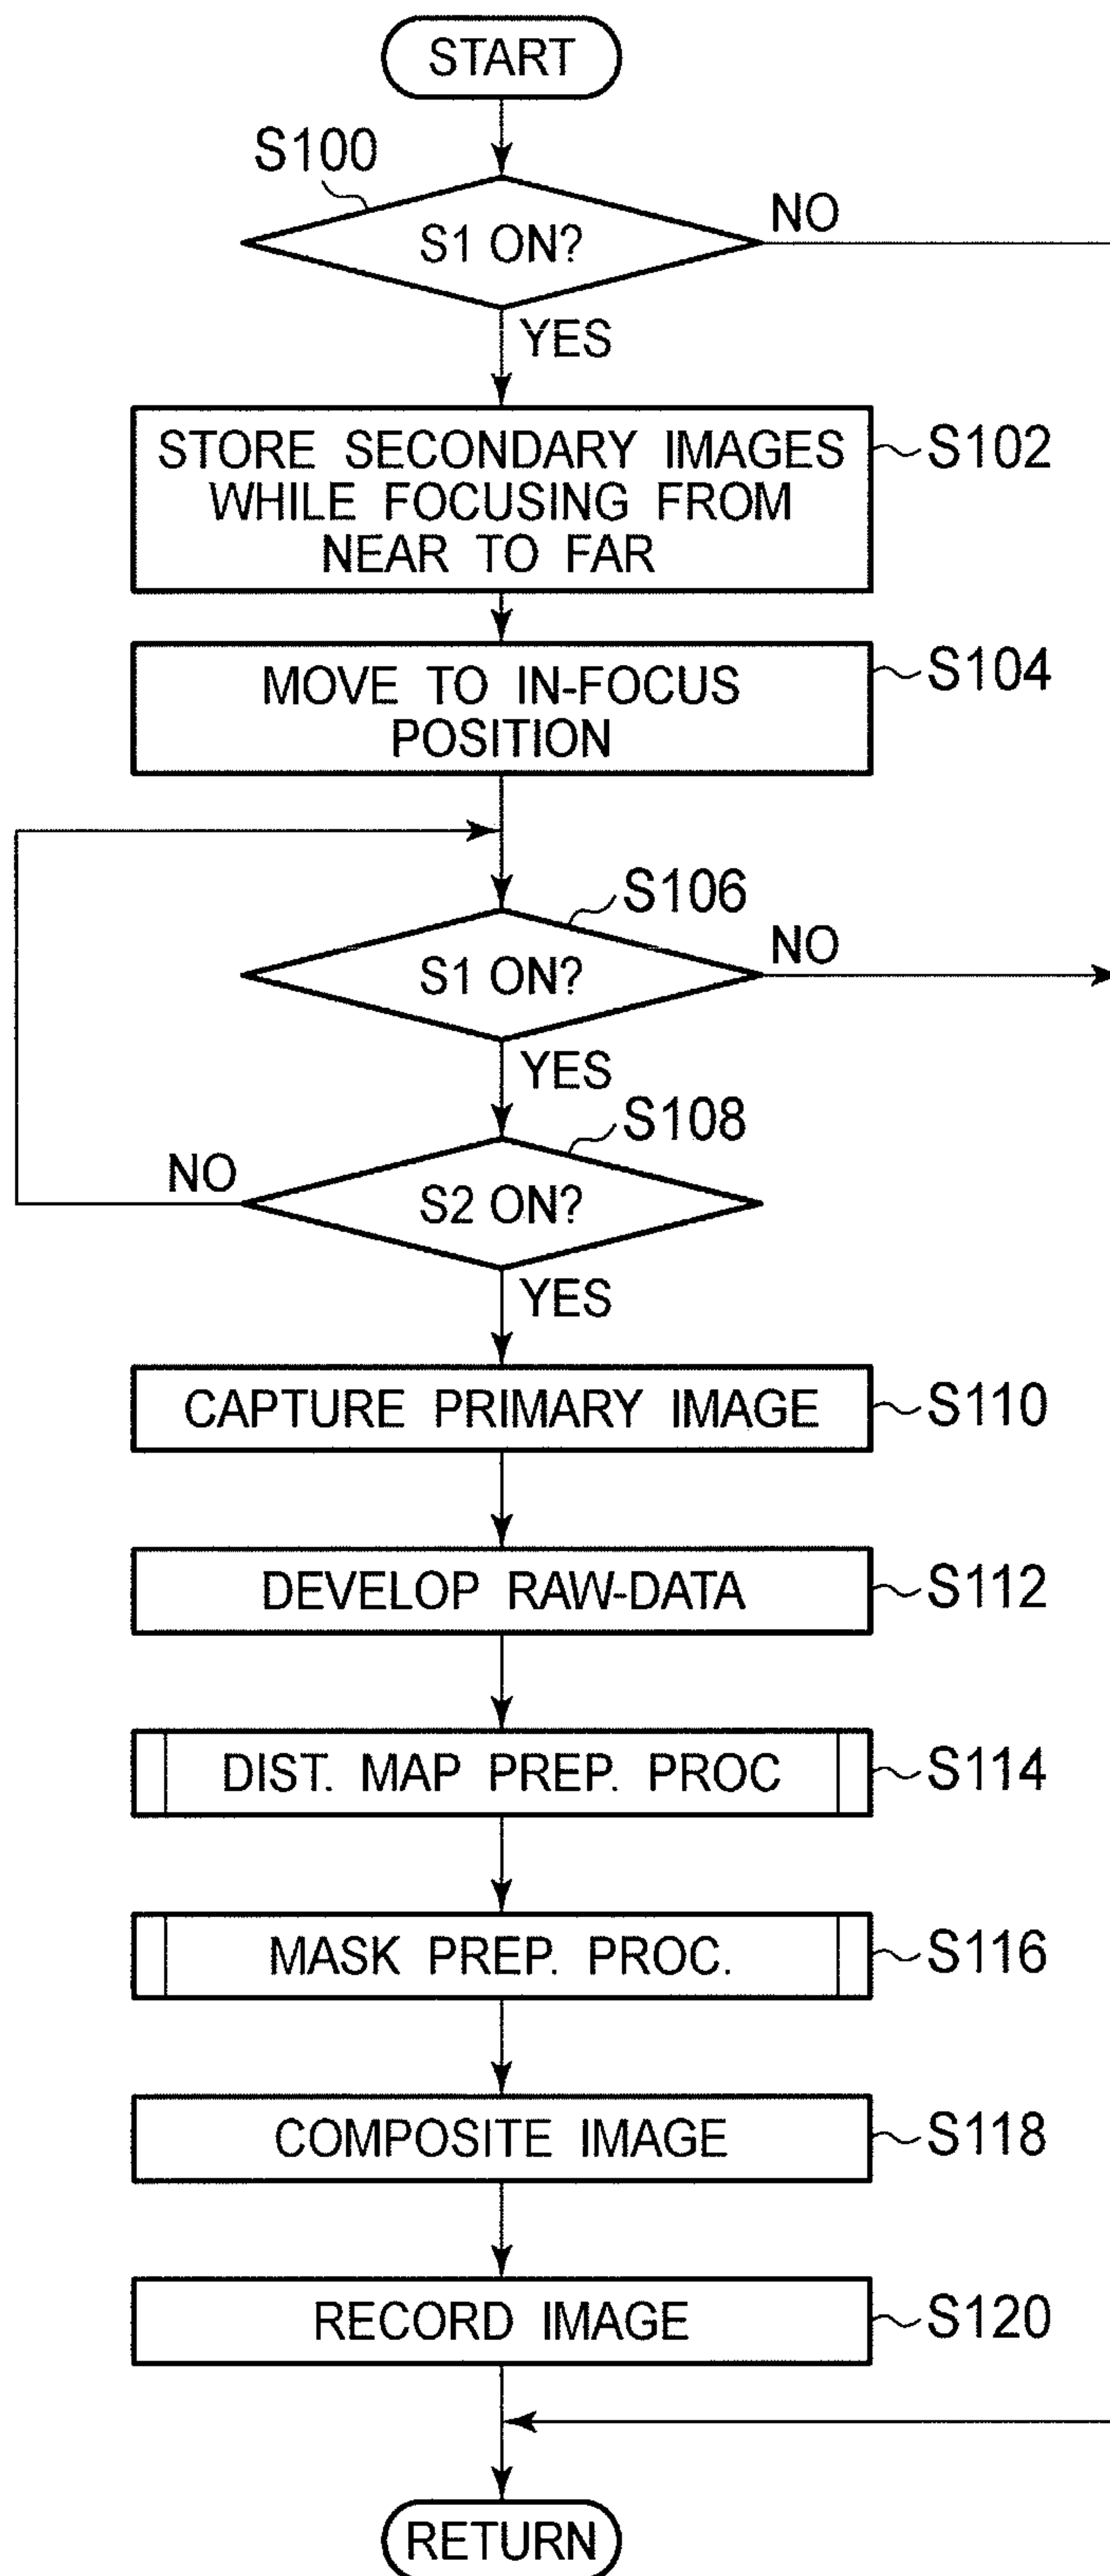 START
S100
S1 ON?
NO
YES
STORE SECONDARY IMAGES
WHILE FOCUSING FROM
NEAR TO FAR
S102
MOVE TO IN-FOCUS
POSITION
S104
S106
S1 ON?
NO
YES
S108
NO
S2 ON?
YES
CAPTURE PRIMARY IMAGE
S110
DEVELOP RAW-DATA
S112
DIST. MAP PREP. PROC
S114
MASK PREP. PROC.
S116
COMPOSITE IMAGE
S118
RECORD IMAGE
S120
RETURN